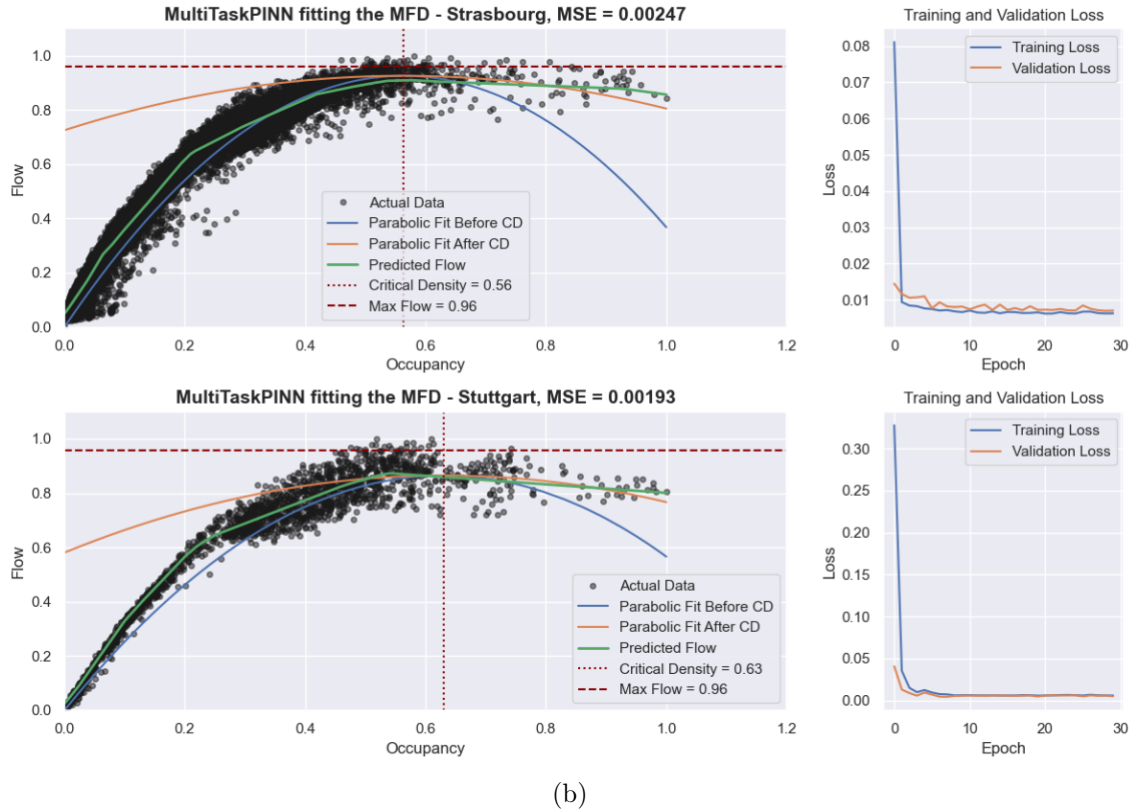 MultiTaskPINN fitting the MFD - Strasbourg, MSE = 0.00247
1.0
0.8
0.6
0.4
0.2
0.0
Flow
Actual Data
Parabolic Fit Before CD
Parabolic Fit After CD
Predicted Flow
Critical Density = 0.56
Max Flow = 0.96
0.0 0.2 0.4 0.6 0.8 1.0 1.2
Occupancy
Training and Validation Loss
0.08
0.07
0.06
0.05
0.04
0.03
0.02
0.01
Loss
Training Loss
Validation Loss
0 10 20 30
Epoch
MultiTaskPINN fitting the MFD - Stuttgart, MSE = 0.00193
1.0
0.8
0.6
0.4
0.2
0.0
Flow
Actual Data
Parabolic Fit Before CD
Parabolic Fit After CD
Predicted Flow
Critical Density = 0.63
Max Flow = 0.96
0.0 0.2 0.4 0.6 0.8 1.0 1.2
Occupancy
Training and Validation Loss
0.30
0.25
0.20
0.15
0.10
0.05
0.00
Loss
Training Loss
Validation Loss
0 10 20 30
Epoch
(b)